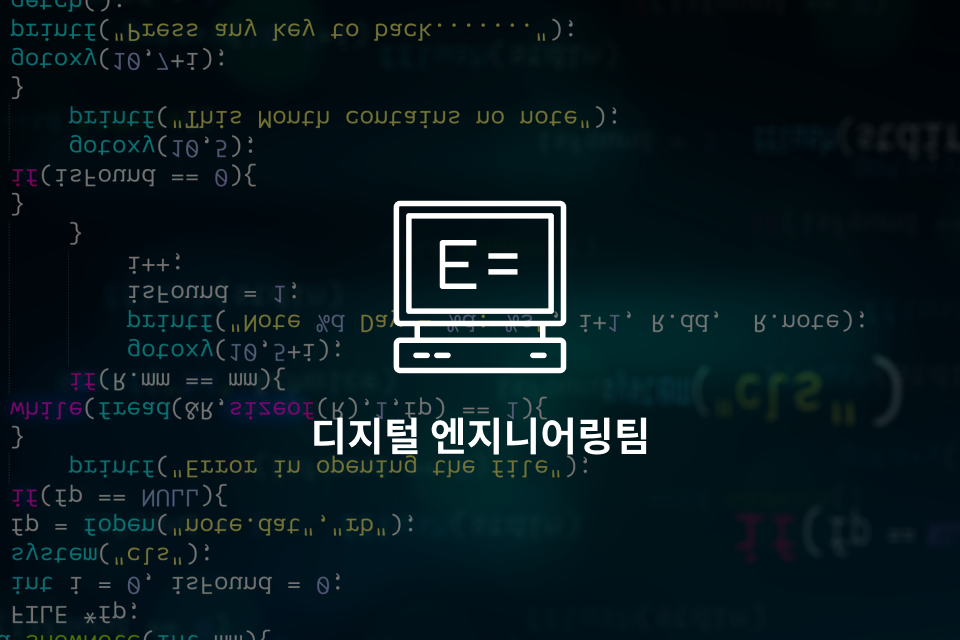 getch();
printf("Press any key to back.......");
gotoxy(10,7+i);
}
printf("This Month contains no note");
gotoxy(10,5);
if(isFound == 0){
}
}
E=
i++;
isFound = 1;
printf("Note %d Day = %d: %s", i+1, R.dd, R.note);
gotoxy(10,5+i);
if(R.mm == mm){
system("cls")
while(fread(&R,sizeof(R),1,fp) == 1){
디지털 엔지니어링팀
}
printf("Error in opening the file");
if(fp == NULL){
fp = fopen("note.dat","rb");
if(fp ==
system("cls");
int i = 0, isFound = 0;
FILE *fp;
showNote(int mm){